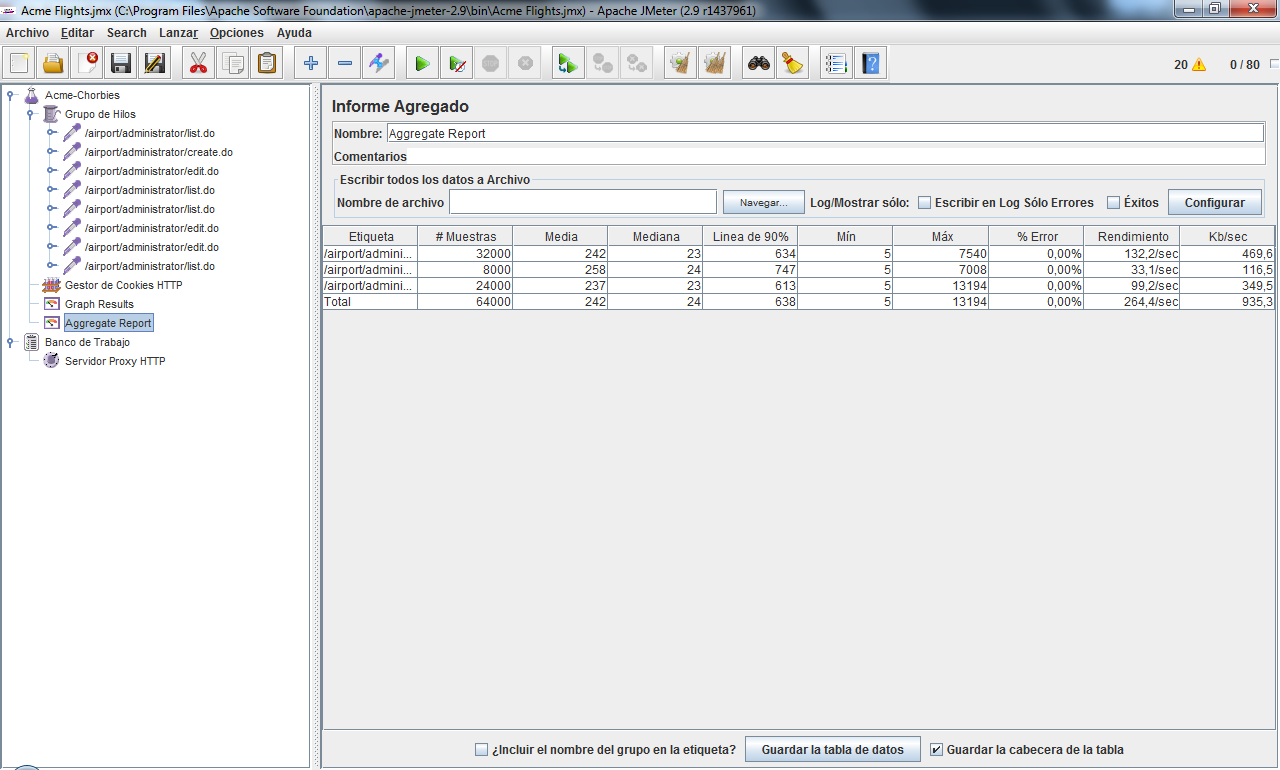 Acme Flights.jmx (C:\Program Files\Apache Software Foundation\apache-jmeter-2.9\bin\Acme Flights.jmx) - Apache JMeter (2.9 r1437961)
Archivo Editar Search Lanzar Opciones Ayuda
20 0 / 80
Acme-Chorbies
Grupo de Hilos
/airport/administrator/list.do
/airport/administrator/create.do
/airport/administrator/edit.do
/airport/administrator/list.do
/airport/administrator/list.do
/airport/administrator/edit.do
/airport/administrator/edit.do
/airport/administrator/list.do
Gestor de Cookies HTTP
Graph Results
Aggregate Report
Banco de Trabajo
Servidor Proxy HTTP
Informe Agregado
Nombre: Aggregate Report
Comentarios
Escribir todos los datos a Archivo
Nombre de archivo Navegar... Log/Mostrar sólo: Escribir en Log Sólo Errores Éxitos Configurar
Etiqueta # Muestras Media Mediana Linea de 90% Mín Máx % Error Rendimiento Kb/sec
/airport/admini... 32000 242 23 634 5 7540 0,00% 132,2/sec 469,6
/airport/admini... 8000 258 24 747 5 7008 0,00% 33,1/sec 116,5
/airport/admini... 24000 237 23 613 5 13194 0,00% 99,2/sec 349,5
Total 64000 242 24 638 5 13194 0,00% 264,4/sec 935,3
¿Incluir el nombre del grupo en la etiqueta? Guardar la tabla de datos Guardar la cabecera de la tabla